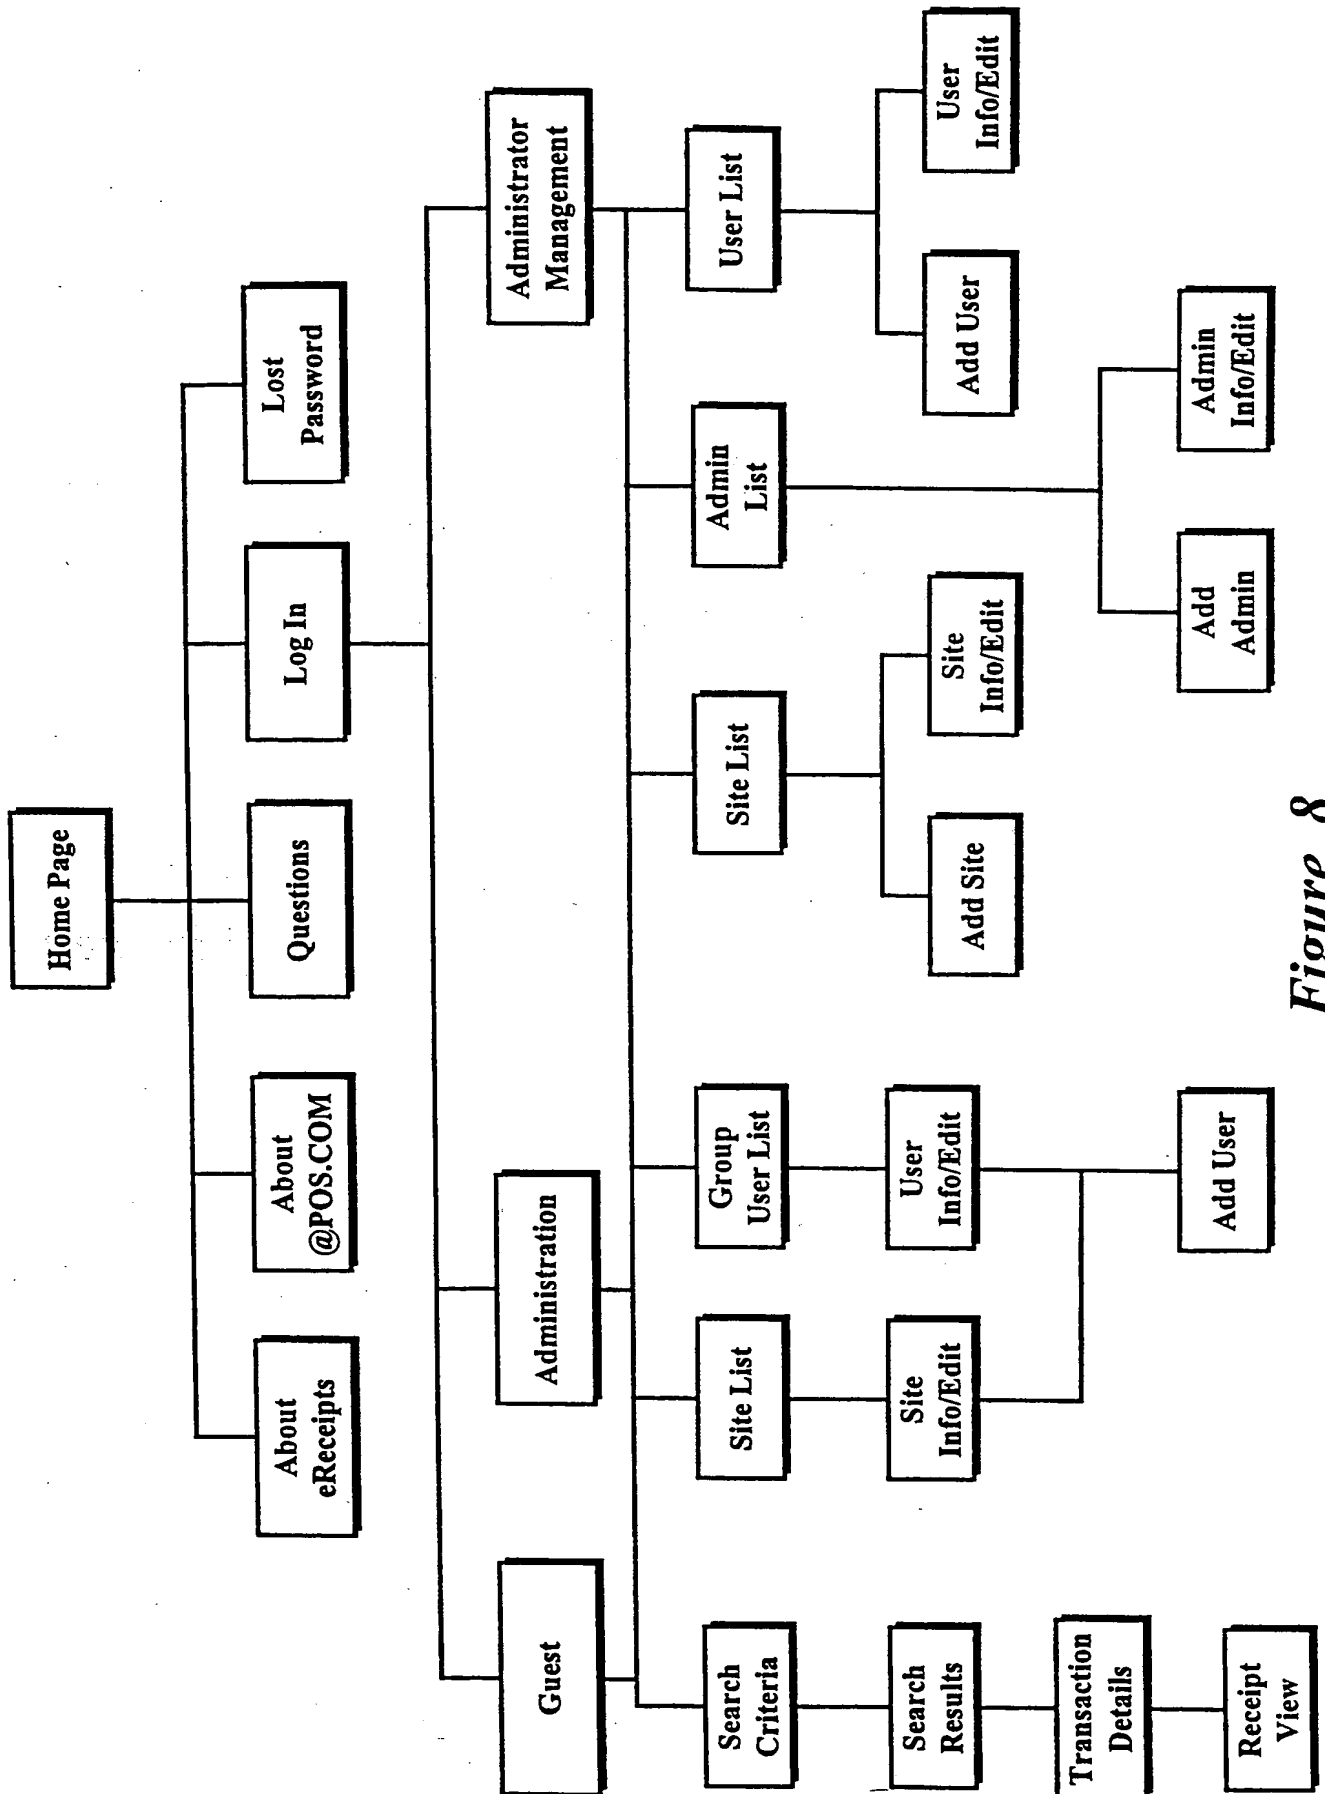 Home Page
About
eReceipts
About
@POS.COM
Questions
Log In
Lost
Password
Guest
Administration
Administrator
Management
Search
Criteria
Site List
Group
User List
Site List
Admin
List
User List
Search
Results
Site
Info/Edit
User
Info/Edit
Add Site
Site
Info/Edit
Add User
User
Info/Edit
Transaction
Details
Receipt
View
Add User
Add
Admin
Admin
Info/Edit
Figure 8